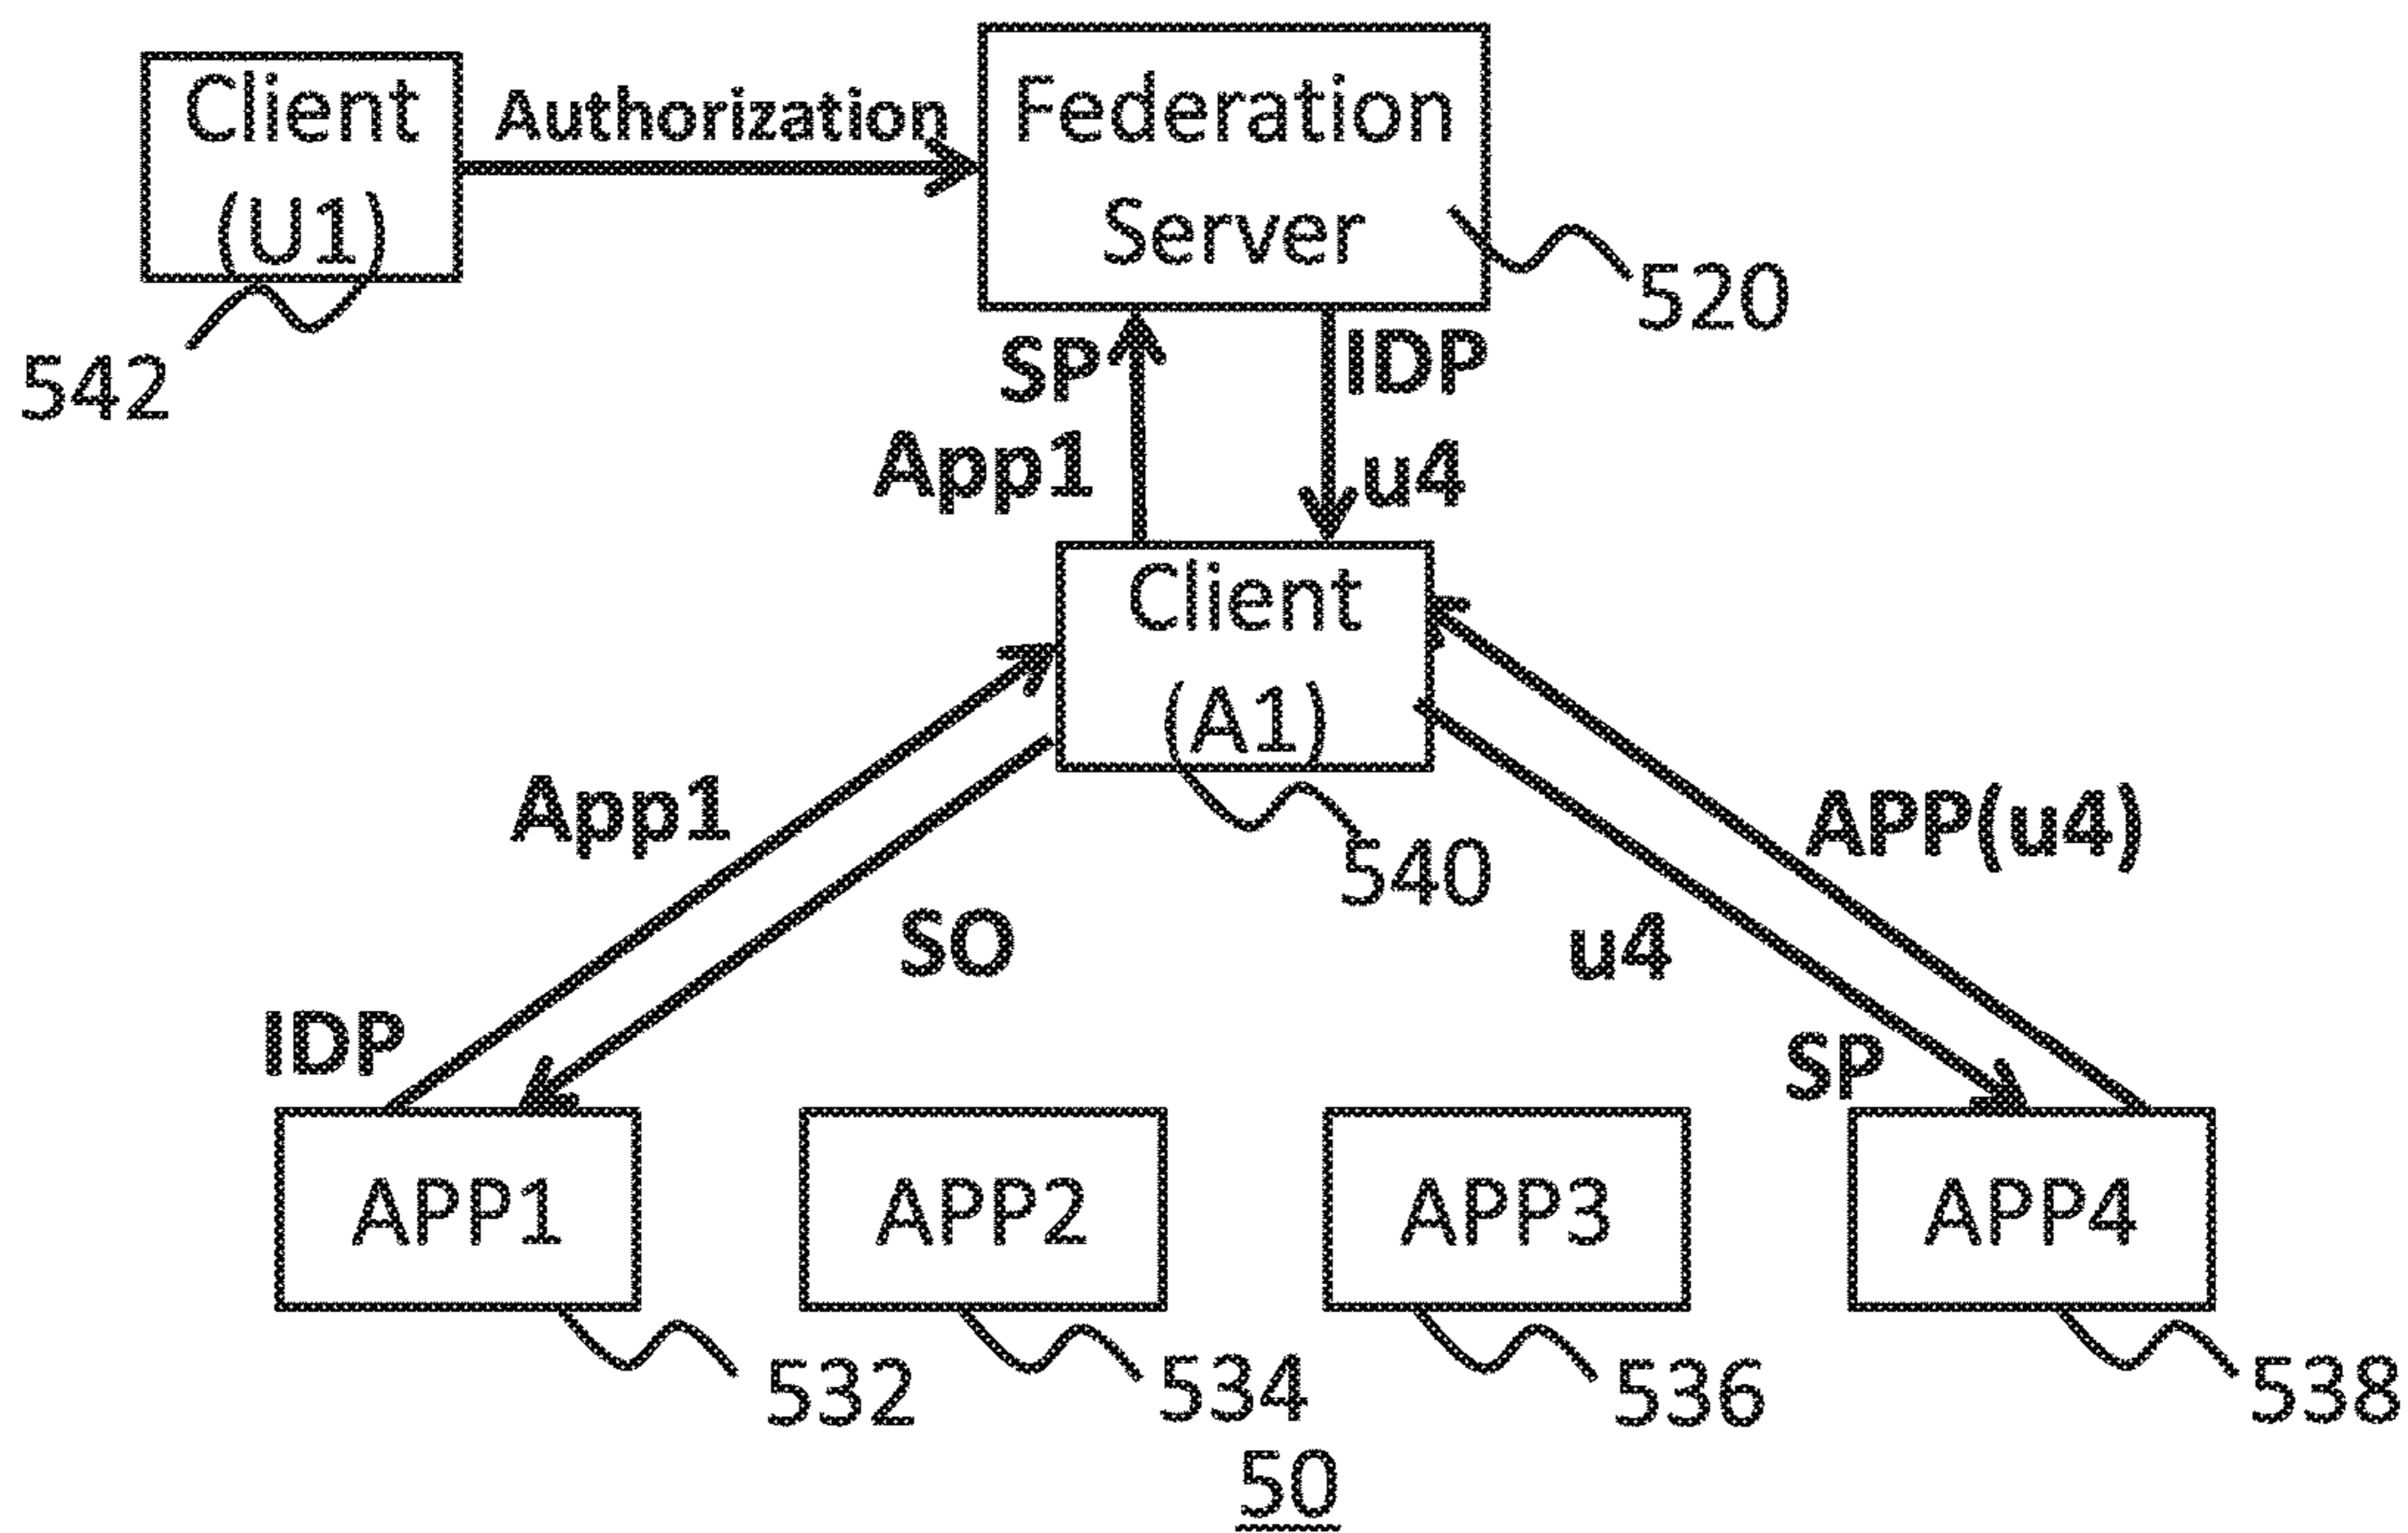 Client
(U1)
Authorization
Federation
Server
520
542
SP
IDP
App1
u4
Client
(A1)
540
App1
SO
APP(u4)
u4
IDP
SP
APP1
APP2
APP3
APP4
532
534
536
538
50